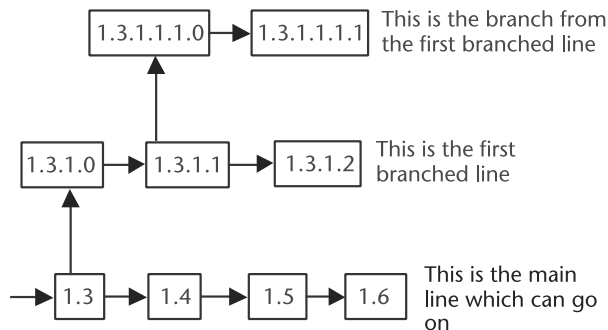 1.3.1.1.1.0
1.3.1.1.1.1
This is the branch from
the first branched line
1.3.1.0
1.3.1.1
1.3.1.2
This is the first
branched line
1.3
1.4
1.5
1.6
This is the main
line which can go
on